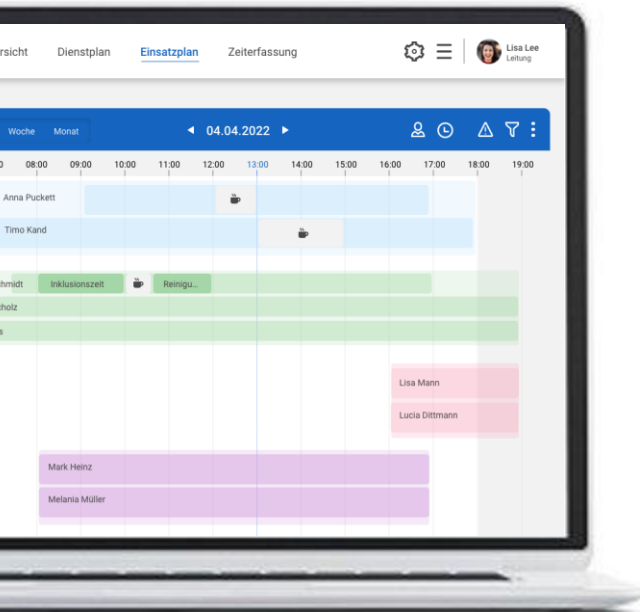 rsicht Dienstplan Einsatzplan Zeiterfassung Lisa Lee
Leitung
Woche Monat 04.04.2022
0 08:00 09:00 10:00 11:00 12:00 13:00 14:00 15:00 16:00 17:00 18:00 19:00
Anna Puckett
Timo Kand
hmidt Inklusionszeit Reinigu...
holz
s
Lisa Mann
Lucia Dittmann
Mark Heinz
Melania Müller